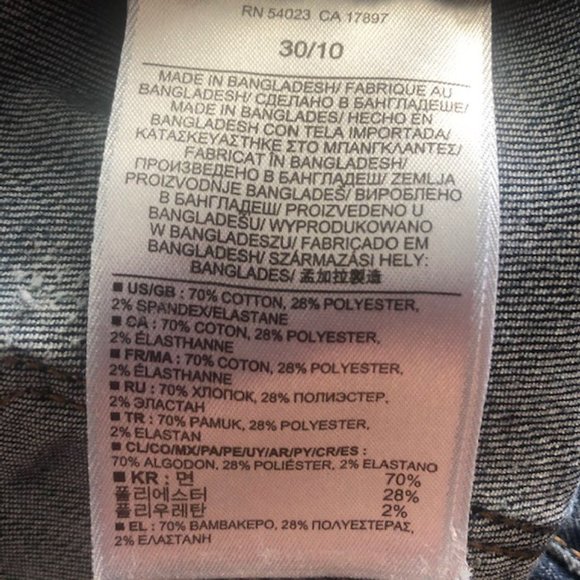 RN 54023 CA 17897
30/10
MADE IN BANGLADESH/ FABRIQUE AU
BANGLADESH/ СДЕЛАНО В БАНГЛАДЕШЕ/
MADE IN BANGLADES/ HECHO EN
BANGLADESH CON TELA IMPORTADA/
ΚΑΤΑΣΚΕΥΑΣΤΗΚΕ ΣΤΟ ΜΠΑΝΓΚΛΑΝΤΕΣ/
FABRICAT ÎN BANGLADESH/
ПРОИЗВЕДЕНО В БАНГЛАДЕШ/ ZEMLJA
PROIZVODNJE BANGLADEŠ/ ВИРОБЛЕНО
В БАНГЛАДЕШ/ PROIZVEDENO U
BANGLADEŠU/ WYPRODUKOWANO
W BANGLADESZU/ FABRICADO EM
BANGLADESH/ SZÁRMAZÁSI HELY:
BANGLADES/ 孟加拉製造
■ US/GB : 70% COTTON, 28% POLYESTER,
2% SPANDEX/ELASTANE
■ CA : 70% COTON, 28% POLYESTER,
2% ÉLASTHANNE
■ FR/MA : 70% COTON, 28% POLYESTER,
2% ÉLASTHANNE
■ RU : 70% ХЛОПОК, 28% ПОЛИЭСТЕР,
2% ЭЛАСТАН
■ TR : 70% PAMUK, 28% POLYESTER,
2% ELASTAN
■ CL/CO/MX/PA/PE/UY/AR/PY/CR/ES :
70% ALGODON, 28% POLIÉSTER, 2% ELASTANO
■ KR : 면 70%
폴리에스터 28%
폴리우레탄 2%
■ EL : 70% ΒΑΜΒΑΚΕΡΟ, 28% ΠΟΛΥΕΣΤΕΡΑΣ,
2% ΕΛΑΣΤΑΝΗ